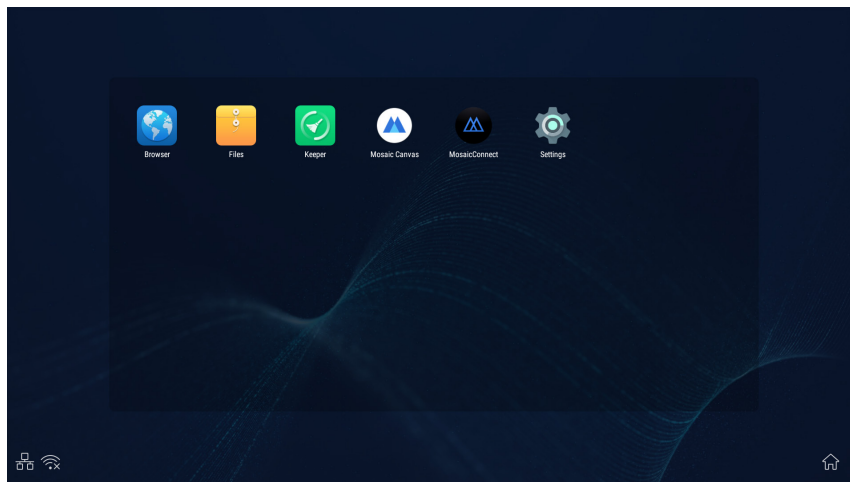 Browser
Files
Keeper
Mosaic Canvas
MosaicConnect
Settings